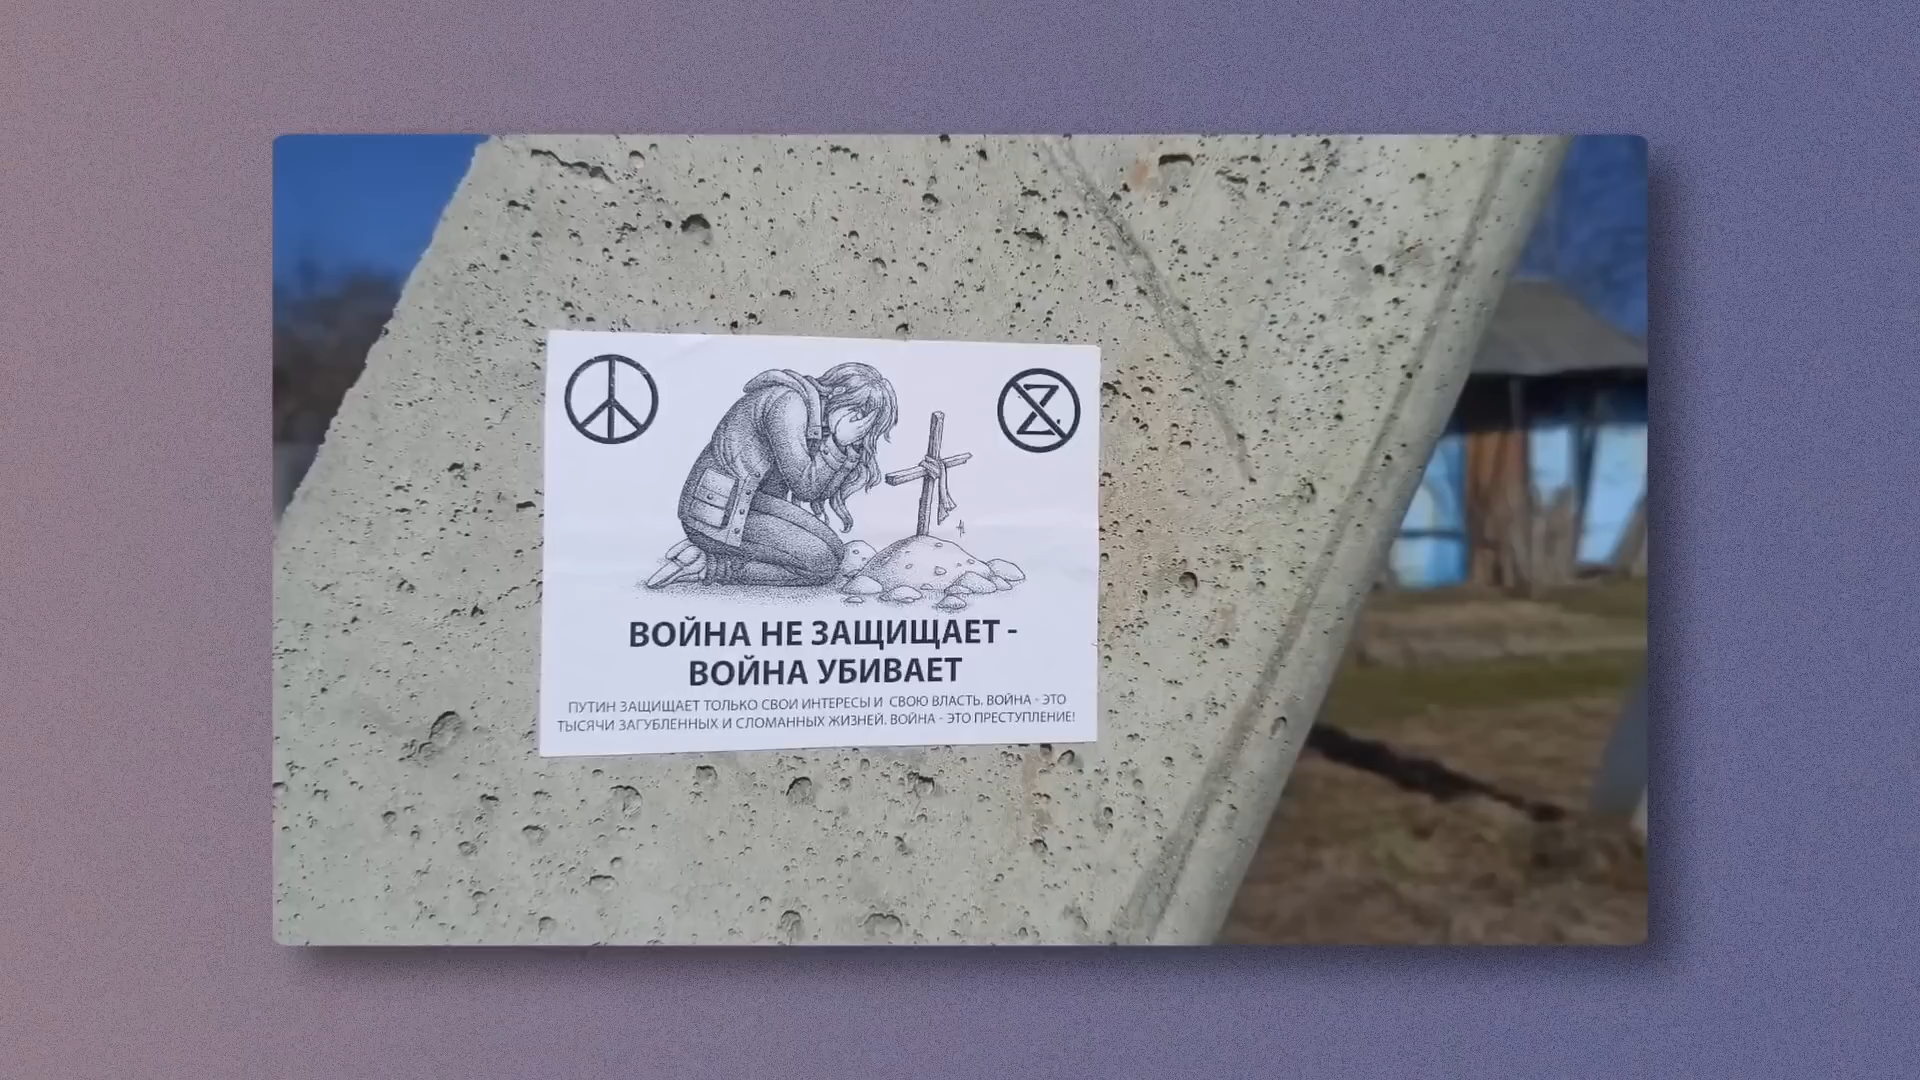 ВОЙНА НЕ ЗАЩИЩАЕТ -
ВОЙНА УБИВАЕТ
ПУТИН ЗАЩИЩАЕТ ТОЛЬКО СВОИ ИНТЕРЕСЫ И СВОЮ ВЛАСТЬ. ВОЙНА - ЭТО
ТЫСЯЧИ ЗАГУБЛЕННЫХ И СЛОМАННЫХ ЖИЗНЕЙ. ВОЙНА - ЭТО ПРЕСТУПЛЕНИЕ!